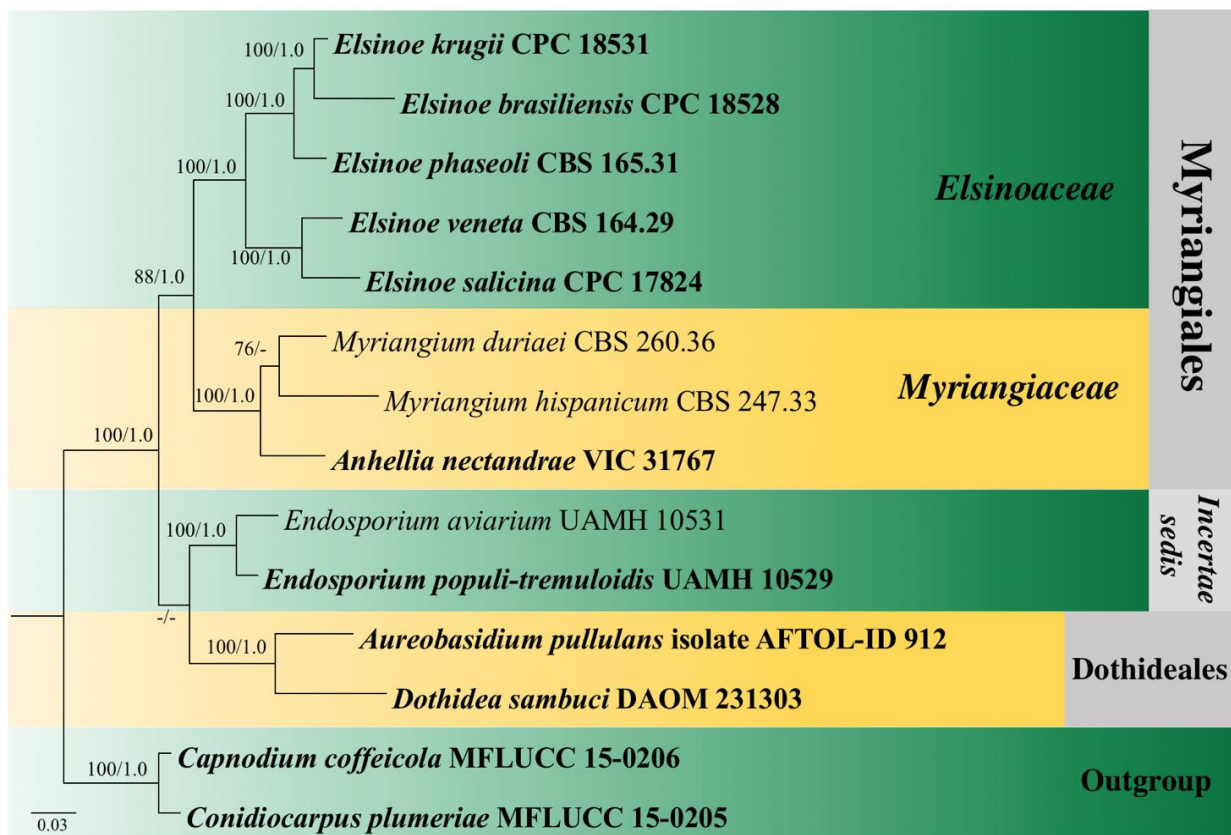 100/1.0
Elsinoe krugii CPC 18531
100/1.0
Elsinoe brasiliensis CPC 18528
100/1.0
Elsinoe phaseoli CBS 165.31
Elsinoe veneta CBS 164.29
100/1.0
Elsinoe salicina CPC 17824
Elsinoaceae
88/1.0
76/-
Myriangium duriaei CBS 260.36
Myriangium hispanicum CBS 247.33
100/1.0
Anhellia nectandrae VIC 31767
Myriangiaceae
Myriangiales
100/1.0
100/1.0
Endosporium aviarium UAMH 10531
Endosporium populi-tremuloidis UAMH 10529
Incertae
sedis
-/-
Aureobasidium pullulans isolate AFTOL-ID 912
100/1.0
Dothidea sambuci DAOM 231303
Dothideales
Capnodium coffeicola MFLUCC 15-0206
100/1.0
Conidiocarpus plumeriae MFLUCC 15-0205
Outgroup
0.03